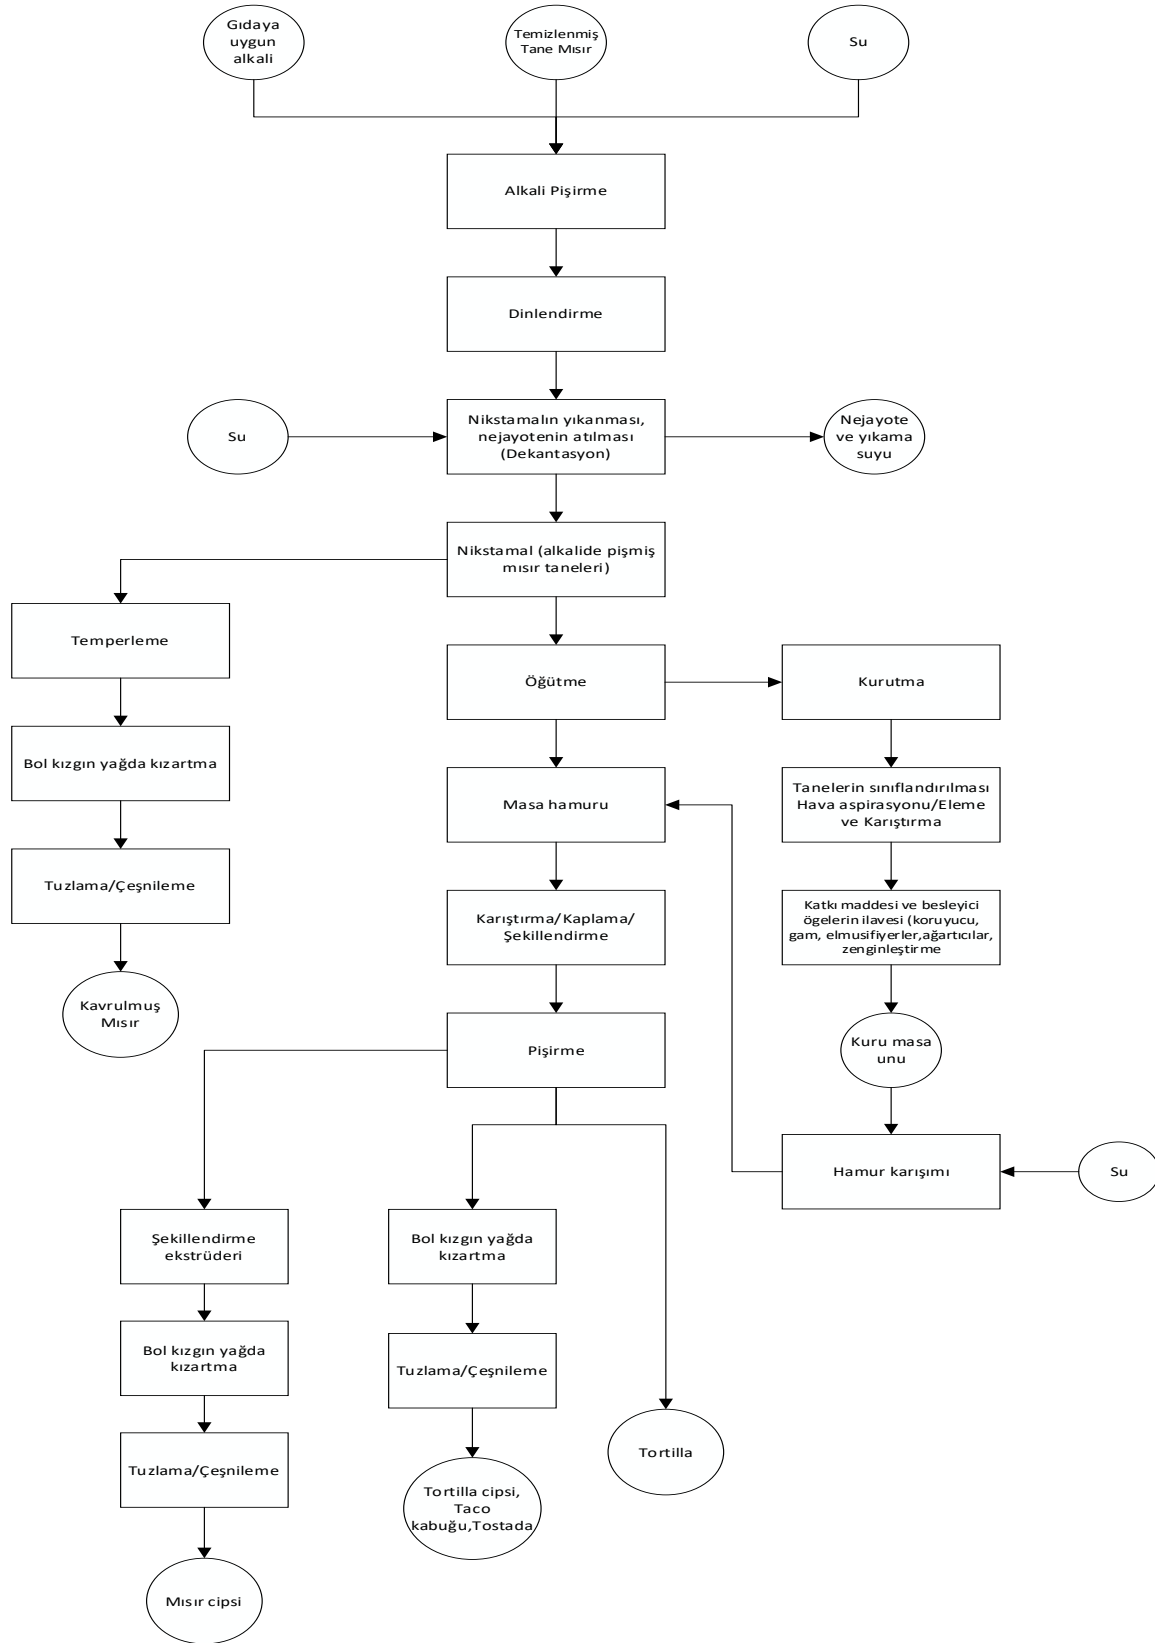 Gıdaya
uygun
alkali
Temizlenmiş
Tane Mısır
Su
Alkali Pişirme
Dinlendirme
Su
Nikstamalın yıkanması,
nejayotenin atılması
(Dekantasyon)
Nejayote
ve yıkama
suyu
Nikstamal (alkalide pişmiş
mısır taneleri)
Temperleme
Öğütme
Kurutma
Bol kızgın yağda kızartma
Masa hamuru
Tanelerin sınıflandırılması
Hava aspirasyonu/Eleme
ve Karıştırma
Tuzlama/Çeşnileme
Karıştırma/Kaplama/
Şekillendirme
Katkı maddesi ve besleyici
ögelerin ilavesi (koruyucu,
gam, elmusifiyerler,ağartıcılar,
zenginleştirme
Kavrulmuş
Mısır
Pişirme
Kuru masa
unu
Hamur karışımı
Su
Şekillendirme
ekstrüderi
Bol kızgın yağda
kızartma
Bol kızgın yağda
kızartma
Tuzlama/Çeşnileme
Tortilla
Tuzlama/Çeşnileme
Tortilla cipsi,
Taco
kabuğu,Tostada
Mısır cipsi